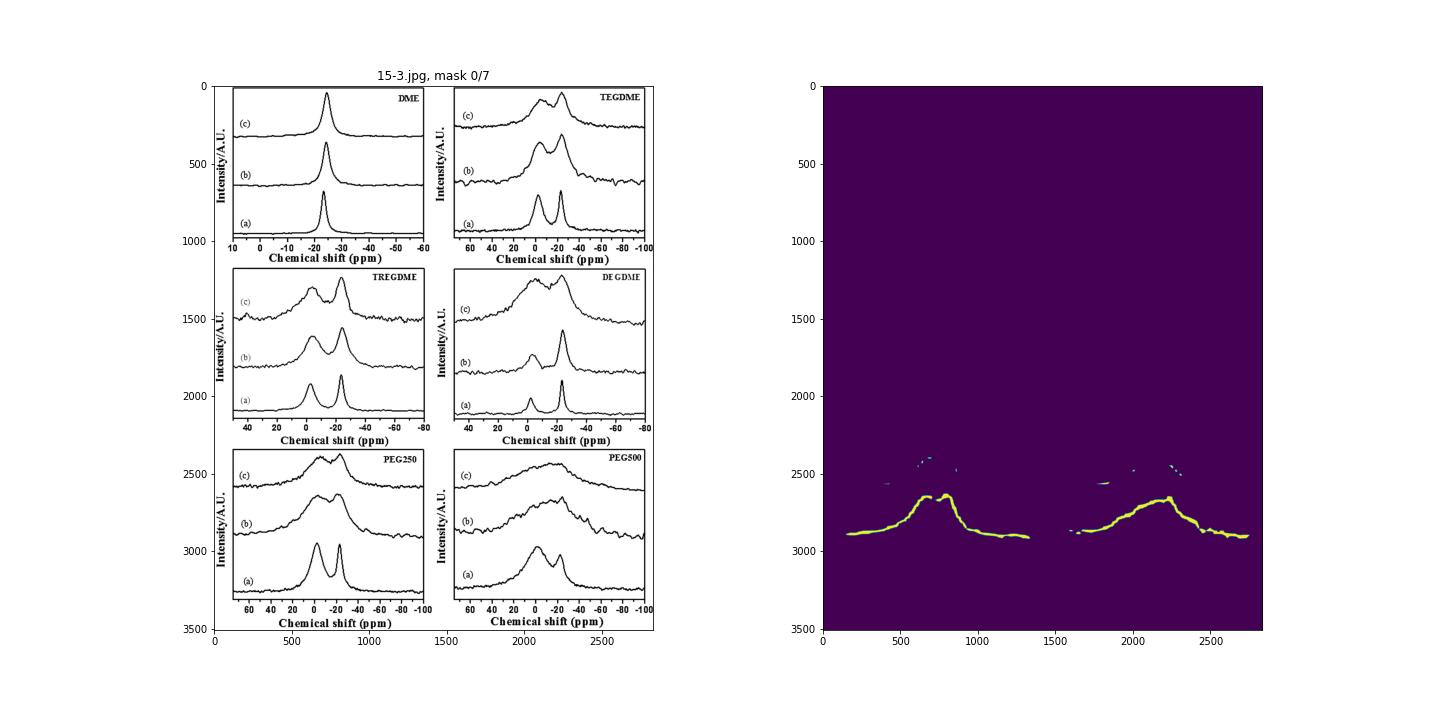 15-3.jpg, mask 0/7
DME
(c)
(b)
(a)
Intensity/A.U.
10 0 -10 -20 -30 -40 -50 -60
Chemical shift (ppm)
TEGDME
(c)
(b)
(a)
Intensity/A.U.
60 40 20 0 -20 -40 -60 -80 -100
Chemical shift (ppm)
TREGDME
(c)
(b)
(a)
Intensity/A.U.
40 20 0 -20 -40 -60 -80
Chemical shift (ppm)
DEGDME
(c)
(b)
(a)
Intensity/A.U.
40 20 0 -20 -40 -60 -80
Chemical shift (ppm)
PEG250
(c)
(b)
(a)
Intensity/A.U.
60 40 20 0 -20 -40 -60 -80 -100
Chemical shift (ppm)
PEG500
(c)
(b)
(a)
Intensity/A.U.
60 40 20 0 -20 -40 -60 -80 -100
Chemical shift (ppm)
0
500
1000
1500
2000
2500
3000
3500
0 500 1000 1500 2000 2500
0
500
1000
1500
2000
2500
3000
3500
0 500 1000 1500 2000 2500